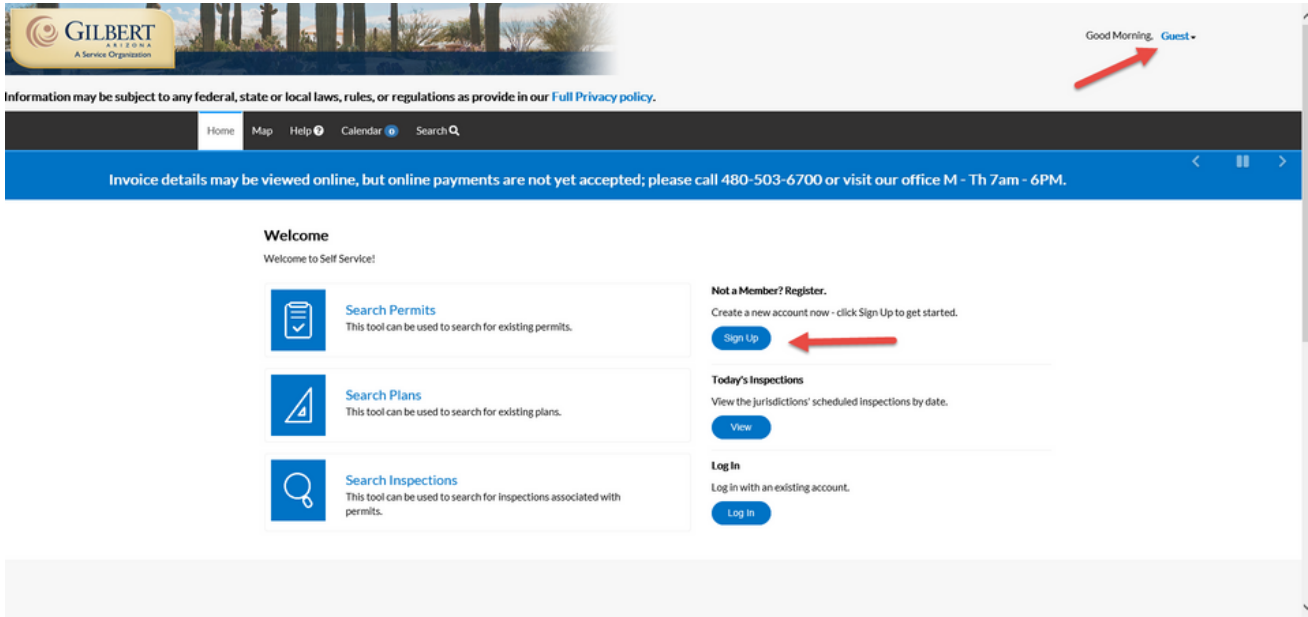 GILBERT
ARIZONA
A Service Organization
Good Morning, Guest
Information may be subject to any federal, state or local laws, rules, or regulations as provide in our Full Privacy policy.
Home Map Help ? Calendar 0 Search
Invoice details may be viewed online, but online payments are not yet accepted; please call 480-503-6700 or visit our office M - Th 7am - 6PM.
Welcome
Welcome to Self Service!
Search Permits
This tool can be used to search for existing permits.
Search Plans
This tool can be used to search for existing plans.
Search Inspections
This tool can be used to search for inspections associated with
permits.
Not a Member? Register.
Create a new account now - click Sign Up to get started.
Sign Up
Today's Inspections
View the jurisdictions' scheduled inspections by date.
View
Log In
Log in with an existing account.
Log In